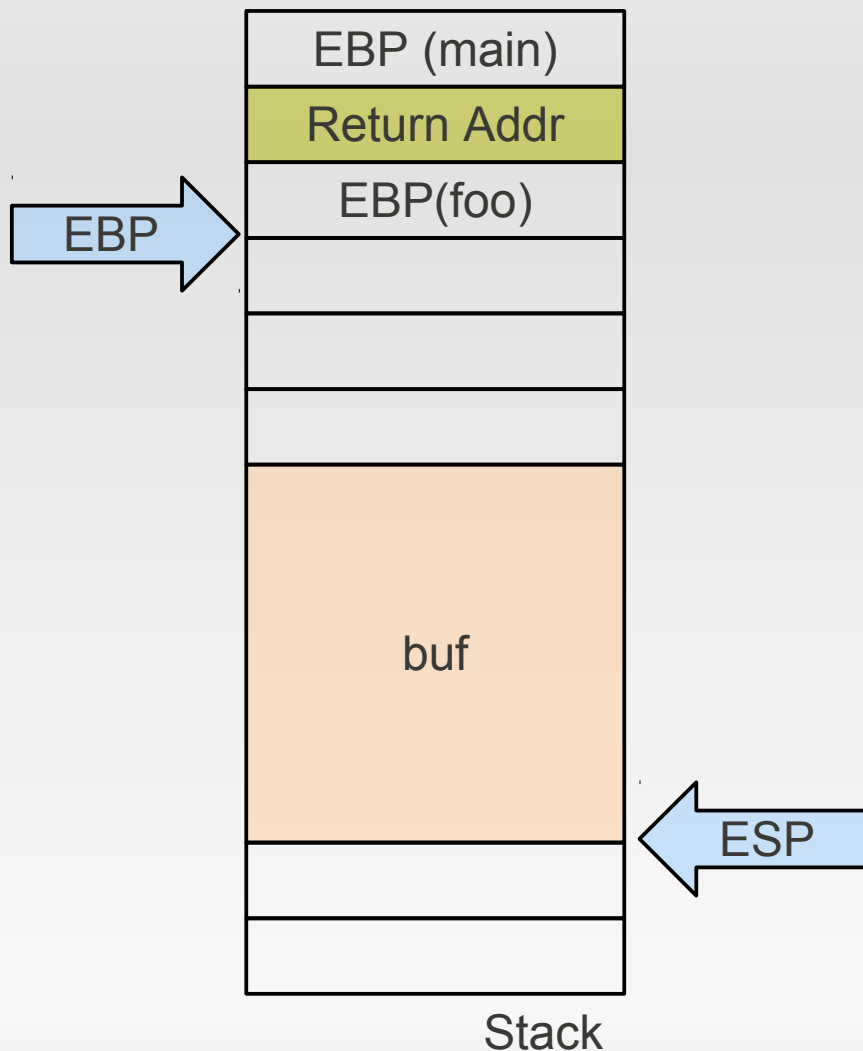 EBP (main)
Return Addr
EBP(foo)
EBP
buf
ESP
Stack